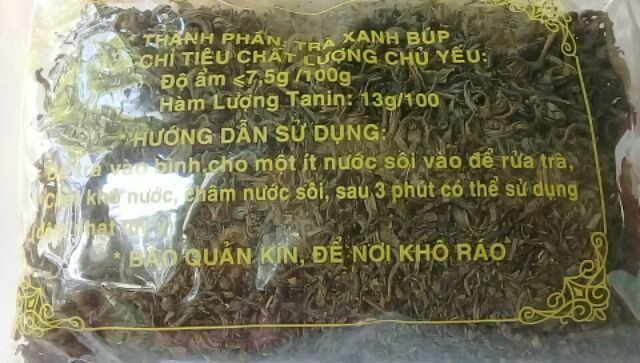 * THÀNH PHẦN: TRÀ XANH BÚP
* CHỈ TIÊU CHẤT LƯỢNG CHỦ YẾU:
Độ ẩm ≤7,5g /100g
Hàm Lượng Tanin: 13g/100
* HƯỚNG DẪN SỬ DỤNG:
trà vào bình, cho một ít nước sôi vào để rửa trà,
khô nước, châm nước sôi, sau 3 phút có thể sử dụng
* BẢO QUẢN KÍN, ĐỂ NƠI KHÔ RÁO *